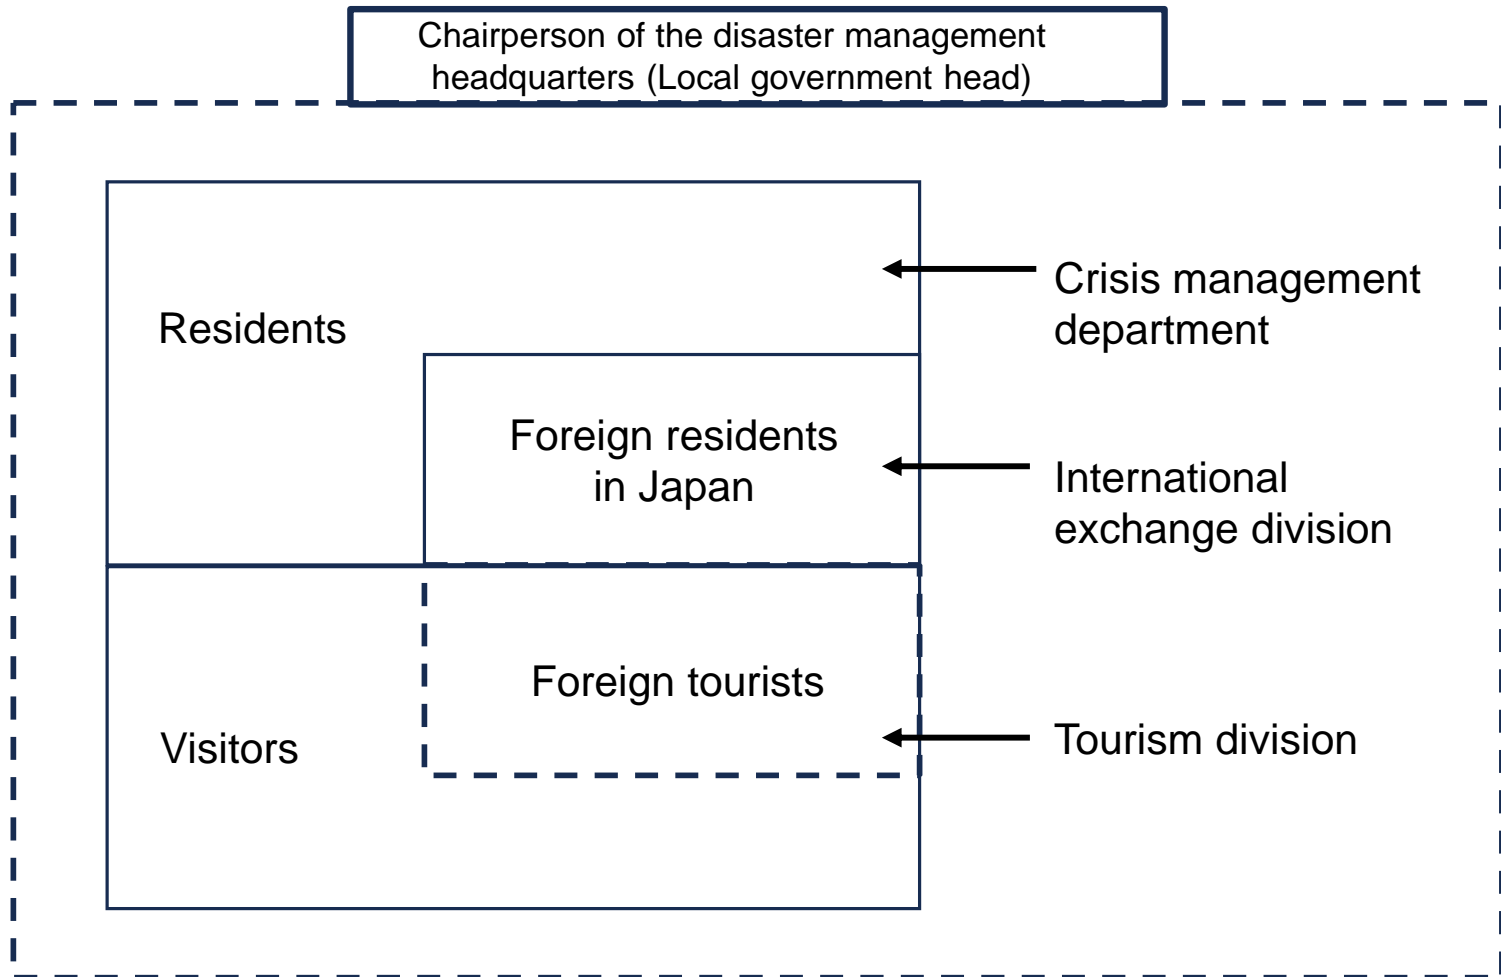 Chairperson of the disaster management
headquarters (Local government head)
Residents
Crisis management
department
Foreign residents
in Japan
International
exchange division
Foreign tourists
Visitors
Tourism division